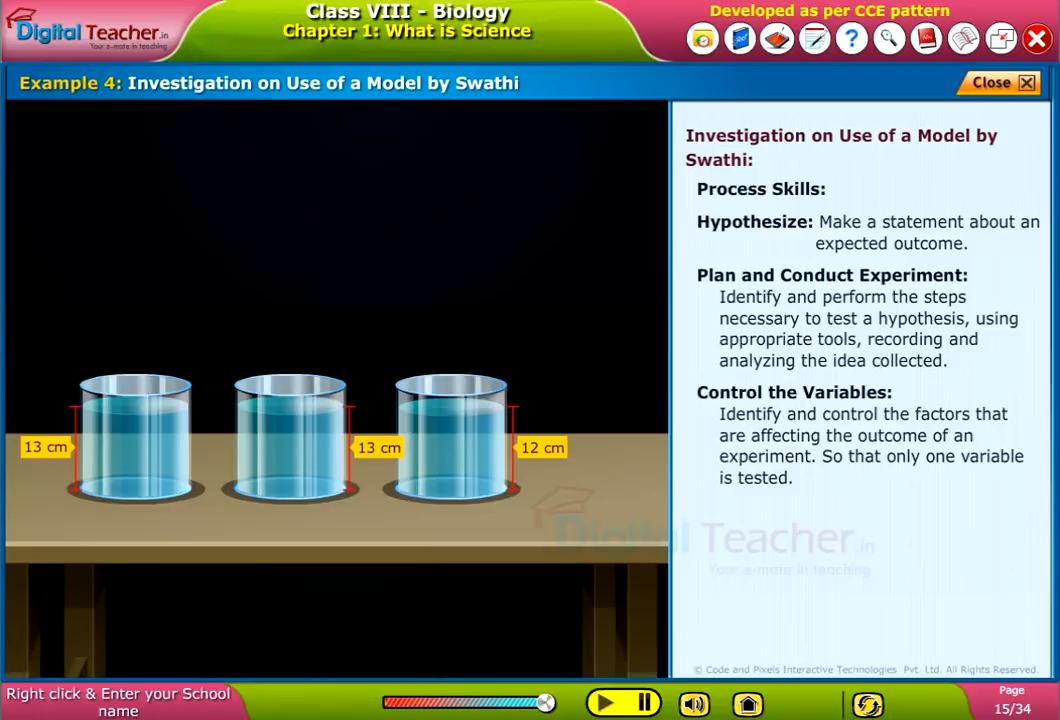 Digital Teacher.in
Your e-mate in teaching
Class VIII - Biology
Chapter 1: What is Science
Developed as per CCE pattern
Example 4: Investigation on Use of a Model by Swathi
Close
13 cm
13 cm
12 cm
Investigation on Use of a Model by
Swathi:
Process Skills:
Hypothesize: Make a statement about an
expected outcome.
Plan and Conduct Experiment:
Identify and perform the steps
necessary to test a hypothesis, using
appropriate tools, recording and
analyzing the idea collected.
Control the Variables:
Identify and control the factors that
are affecting the outcome of an
experiment. So that only one variable
is tested.
Digital Teacher.in
Your e-mate in teaching
© Code and Pixels Interactive Technologies Pvt. Ltd. All Rights Reserved.
Right click & Enter your School
name
Page
15/34